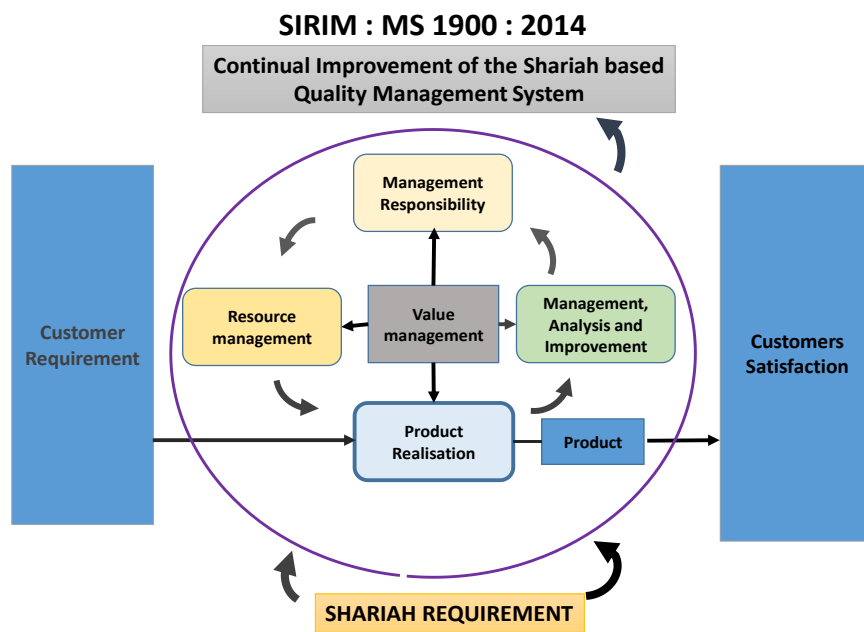 SIRIM : MS 1900 : 2014
Continual Improvement of the Shariah based
Quality Management System
Management
Responsibility
Customer
Requirement
Resource
management
Value
management
Management,
Analysis and
Improvement
Customers
Satisfaction
Product
Realisation
Product
SHARIAH REQUIREMENT